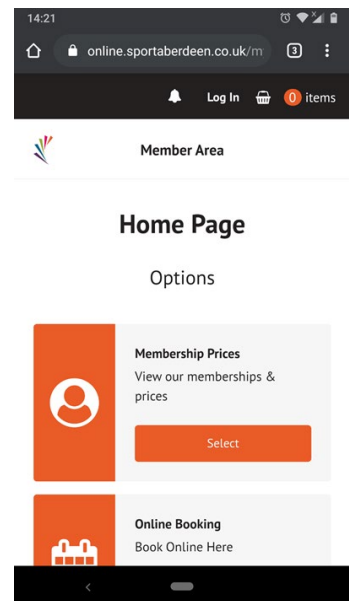 14:21
online.sportaberdeen.co.uk/m
3
Log In 0 items
Member Area
Home Page
Options
Membership Prices
View our memberships &
prices
Select
Online Booking
Book Online Here